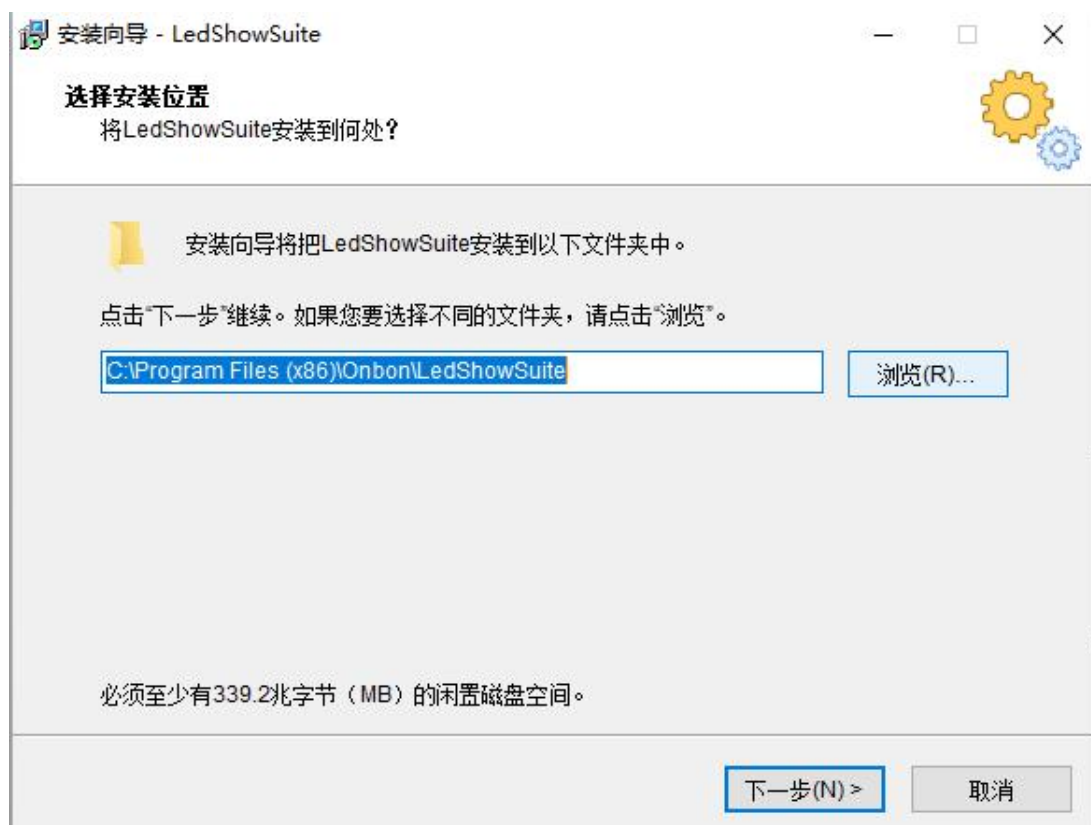 安装向导 - LedShowSuite
选择安装位置
将LedShowSuite安装到何处?
安装向导将把LedShowSuite安装到以下文件夹中。
点击“下一步”继续。如果您要选择不同的文件夹，请点击“浏览”。
C:\Program Files (x86)\Onbon\LedShowSuite
浏览(R)...
必须至少有339.2兆字节（MB）的闲置磁盘空间。
下一步(N) >
取消